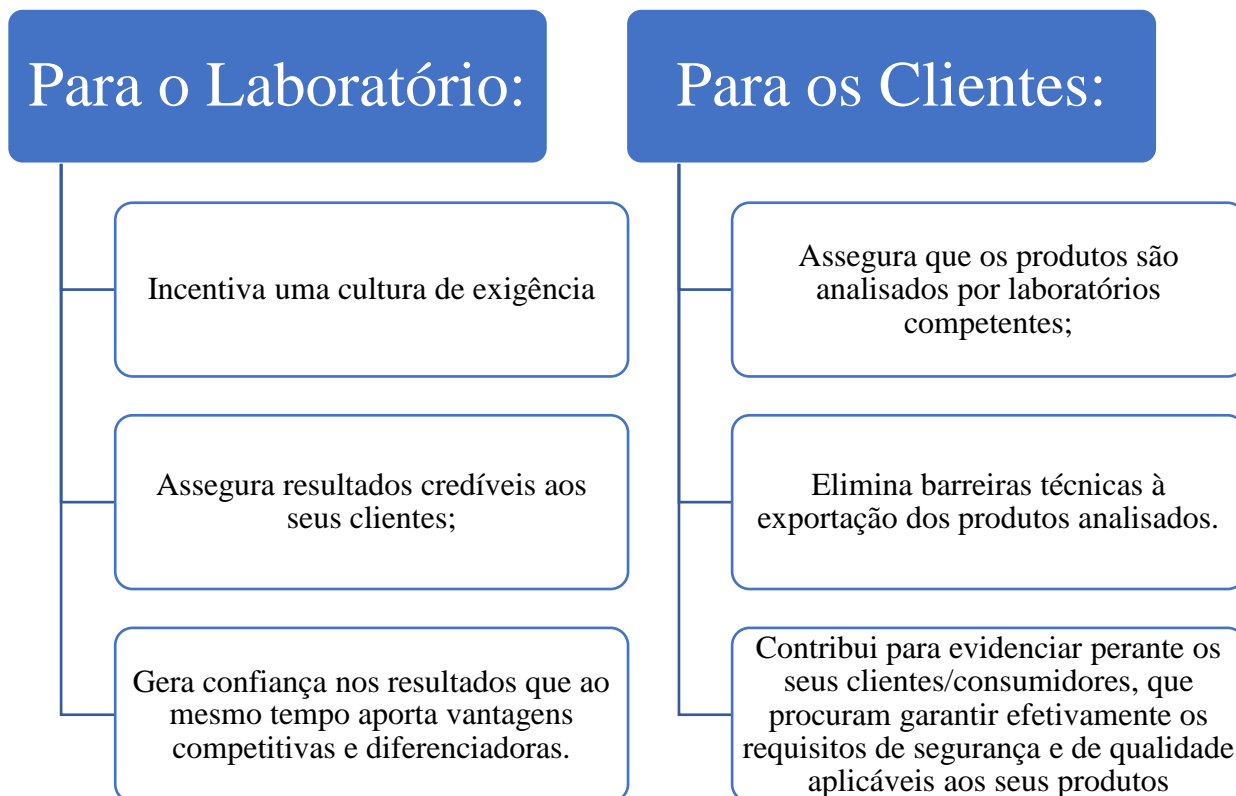 Para o Laboratório:
Incentiva uma cultura de exigência
Assegura resultados credíveis aos
seus clientes;
Gera confiança nos resultados que ao
mesmo tempo aporta vantagens
competitivas e diferenciadoras.
Para os Clientes:
Assegura que os produtos são
analisados por laboratórios
competentes;
Elimina barreiras técnicas à
exportação dos produtos analisados.
Contribui para evidenciar perante os
seus clientes/consumidores, que
procuram garantir efetivamente os
requisitos de segurança e de qualidade
aplicáveis aos seus produtos